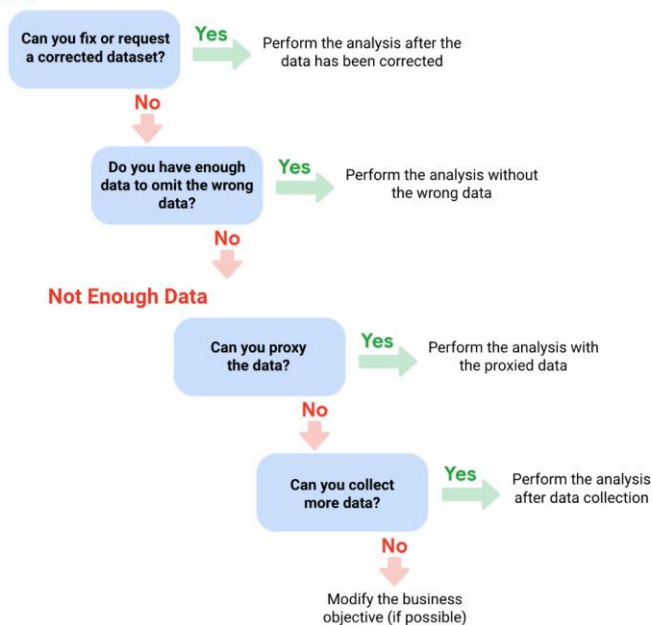 Can you fix or request
a corrected dataset?
Yes
Perform the analysis after the
data has been corrected
No
Do you have enough
data to omit the wrong
data?
Yes
Perform the analysis without
the wrong data
No
Not Enough Data
Can you proxy
the data?
Yes
Perform the analysis with
the proxied data
No
Can you collect
more data?
Yes
Perform the analysis
after data collection
No
Modify the business
objective (if possible)